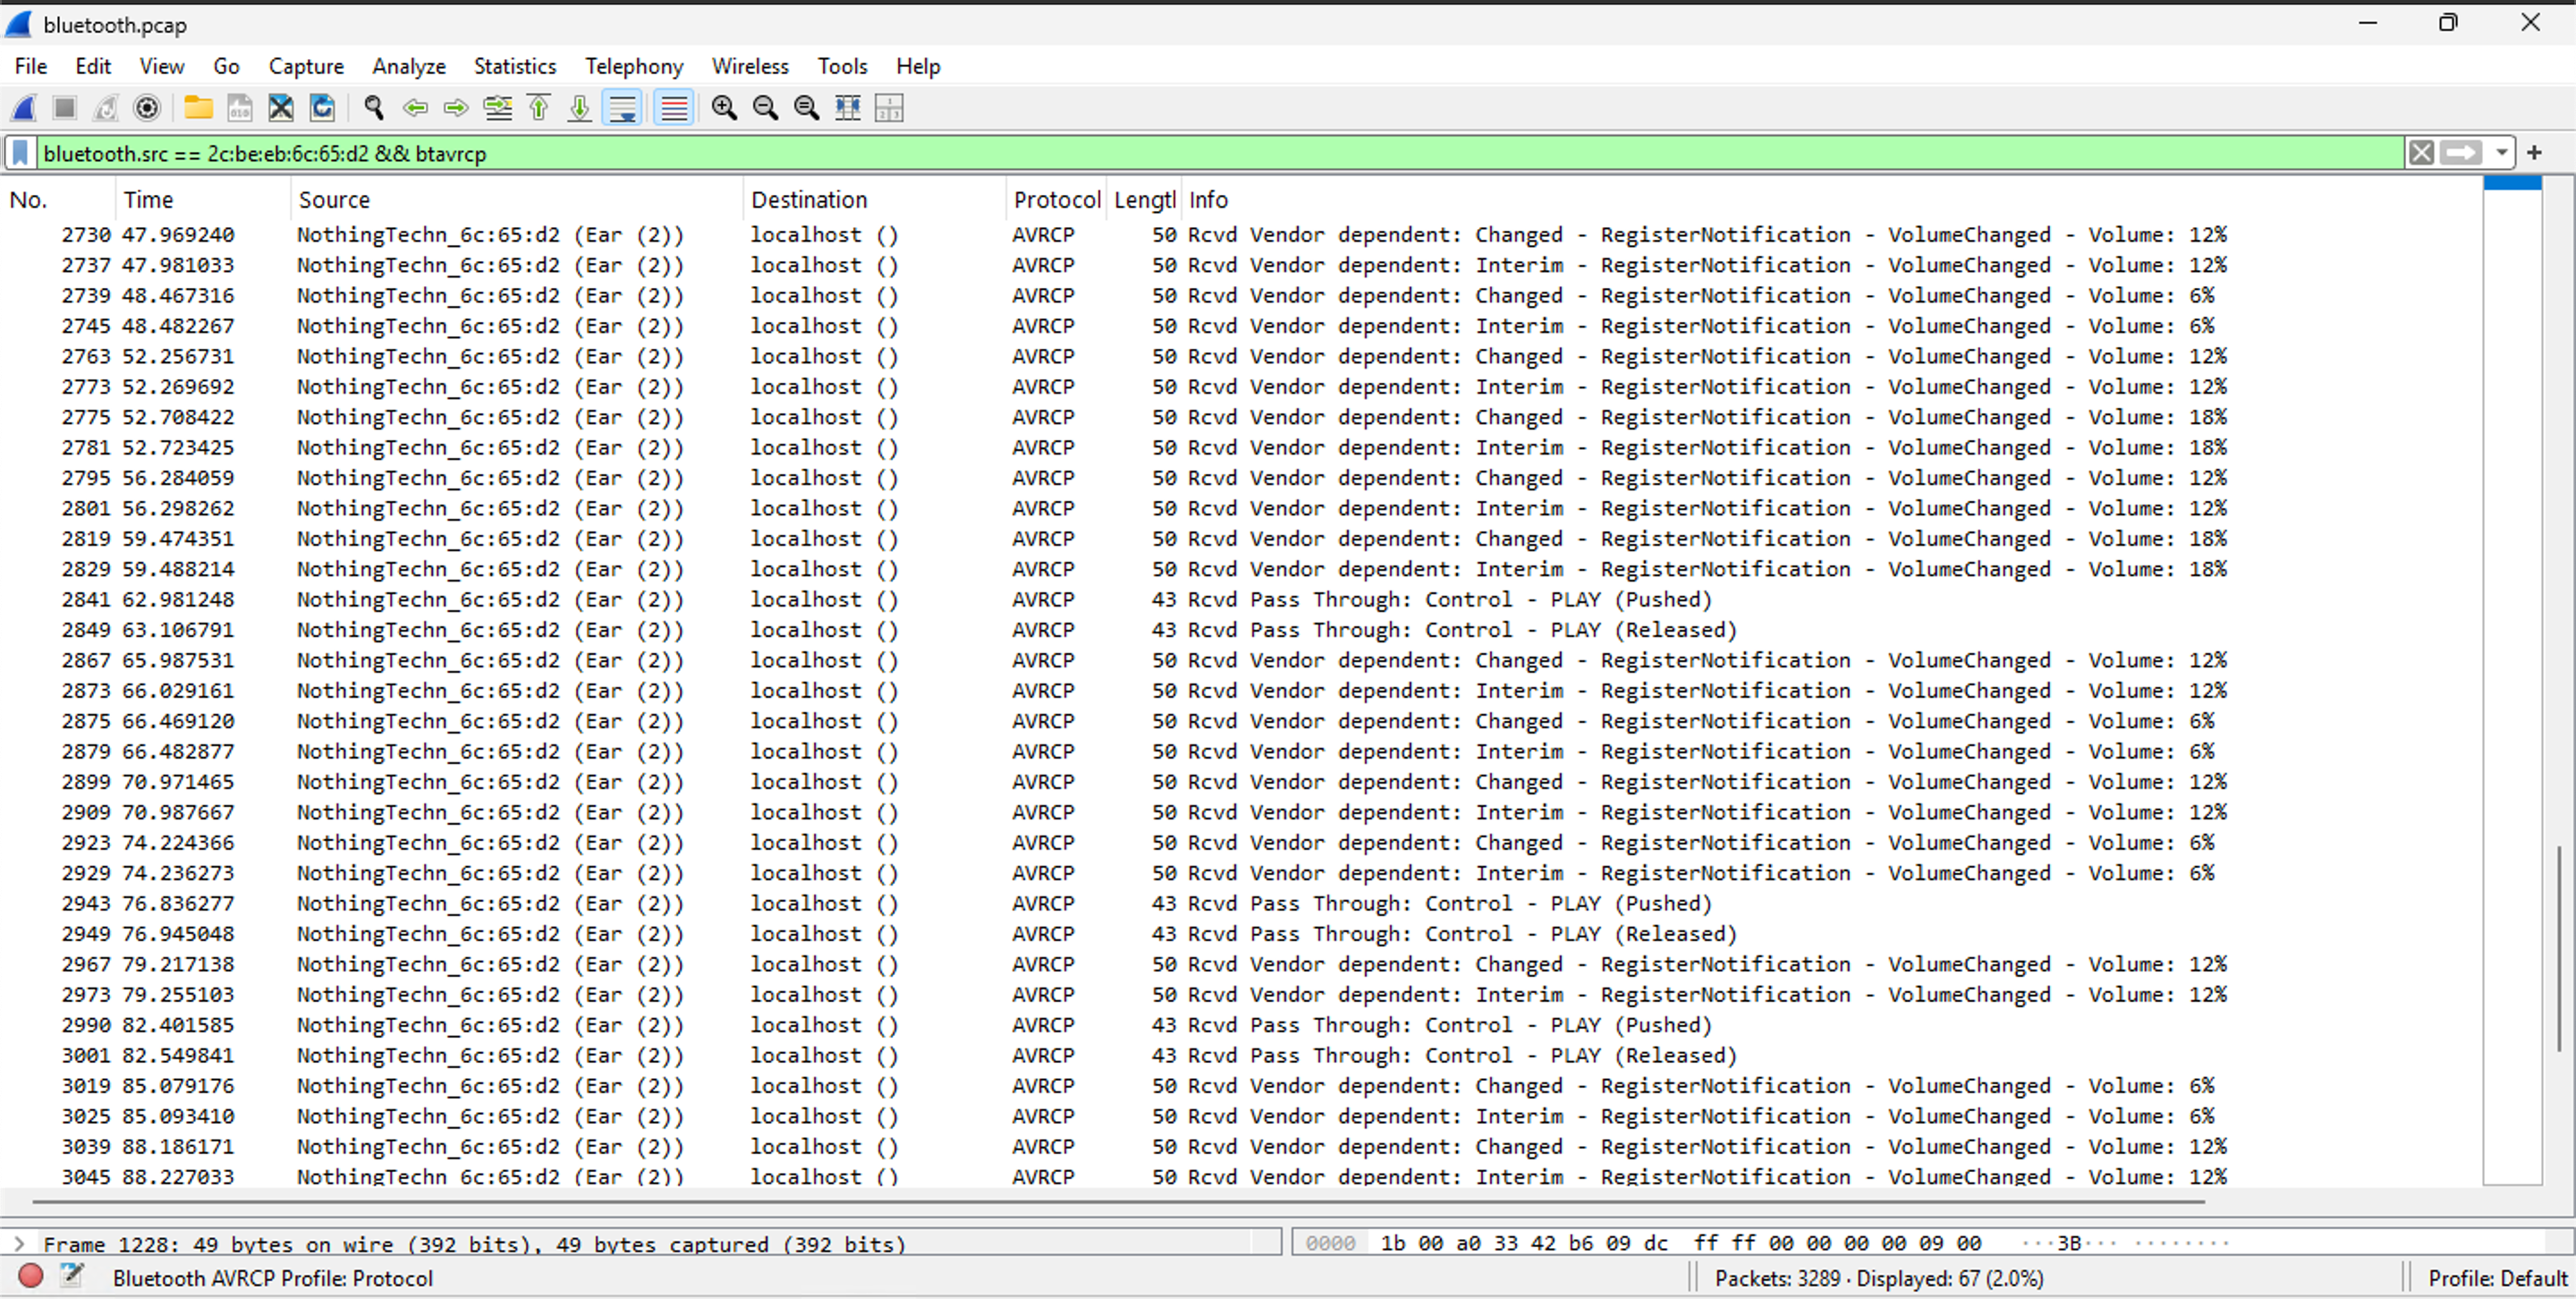 bluetooth.pcap
File Edit View Go Capture Analyze Statistics Telephony Wireless Tools Help
bluetooth.src == 2c:be:eb:6c:65:d2 && btavrcp
No. Time Source Destination Protocol Lengtl Info
2730 47.969240 NothingTechn_6c:65:d2 (Ear (2)) localhost () AVRCP 50 Rcvd Vendor dependent: Changed - RegisterNotification - VolumeChanged - Volume: 12%
2737 47.981033 NothingTechn_6c:65:d2 (Ear (2)) localhost () AVRCP 50 Rcvd Vendor dependent: Interim - RegisterNotification - VolumeChanged - Volume: 12%
2739 48.467316 NothingTechn_6c:65:d2 (Ear (2)) localhost () AVRCP 50 Rcvd Vendor dependent: Changed - RegisterNotification - VolumeChanged - Volume: 6%
2745 48.482267 NothingTechn_6c:65:d2 (Ear (2)) localhost () AVRCP 50 Rcvd Vendor dependent: Interim - RegisterNotification - VolumeChanged - Volume: 6%
2763 52.256731 NothingTechn_6c:65:d2 (Ear (2)) localhost () AVRCP 50 Rcvd Vendor dependent: Changed - RegisterNotification - VolumeChanged - Volume: 12%
2773 52.269692 NothingTechn_6c:65:d2 (Ear (2)) localhost () AVRCP 50 Rcvd Vendor dependent: Interim - RegisterNotification - VolumeChanged - Volume: 12%
2775 52.708422 NothingTechn_6c:65:d2 (Ear (2)) localhost () AVRCP 50 Rcvd Vendor dependent: Changed - RegisterNotification - VolumeChanged - Volume: 18%
2781 52.723425 NothingTechn_6c:65:d2 (Ear (2)) localhost () AVRCP 50 Rcvd Vendor dependent: Interim - RegisterNotification - VolumeChanged - Volume: 18%
2795 56.284059 NothingTechn_6c:65:d2 (Ear (2)) localhost () AVRCP 50 Rcvd Vendor dependent: Changed - RegisterNotification - VolumeChanged - Volume: 12%
2801 56.298262 NothingTechn_6c:65:d2 (Ear (2)) localhost () AVRCP 50 Rcvd Vendor dependent: Interim - RegisterNotification - VolumeChanged - Volume: 12%
2819 59.474351 NothingTechn_6c:65:d2 (Ear (2)) localhost () AVRCP 50 Rcvd Vendor dependent: Changed - RegisterNotification - VolumeChanged - Volume: 18%
2829 59.488214 NothingTechn_6c:65:d2 (Ear (2)) localhost () AVRCP 50 Rcvd Vendor dependent: Interim - RegisterNotification - VolumeChanged - Volume: 18%
2841 62.981248 NothingTechn_6c:65:d2 (Ear (2)) localhost () AVRCP 43 Rcvd Pass Through: Control - PLAY (Pushed)
2849 63.106791 NothingTechn_6c:65:d2 (Ear (2)) localhost () AVRCP 43 Rcvd Pass Through: Control - PLAY (Released)
2867 65.987531 NothingTechn_6c:65:d2 (Ear (2)) localhost () AVRCP 50 Rcvd Vendor dependent: Changed - RegisterNotification - VolumeChanged - Volume: 12%
2873 66.029161 NothingTechn_6c:65:d2 (Ear (2)) localhost () AVRCP 50 Rcvd Vendor dependent: Interim - RegisterNotification - VolumeChanged - Volume: 12%
2875 66.469120 NothingTechn_6c:65:d2 (Ear (2)) localhost () AVRCP 50 Rcvd Vendor dependent: Changed - RegisterNotification - VolumeChanged - Volume: 6%
2879 66.482877 NothingTechn_6c:65:d2 (Ear (2)) localhost () AVRCP 50 Rcvd Vendor dependent: Interim - RegisterNotification - VolumeChanged - Volume: 6%
2899 70.971465 NothingTechn_6c:65:d2 (Ear (2)) localhost () AVRCP 50 Rcvd Vendor dependent: Changed - RegisterNotification - VolumeChanged - Volume: 12%
2909 70.987667 NothingTechn_6c:65:d2 (Ear (2)) localhost () AVRCP 50 Rcvd Vendor dependent: Interim - RegisterNotification - VolumeChanged - Volume: 12%
2923 74.224366 NothingTechn_6c:65:d2 (Ear (2)) localhost () AVRCP 50 Rcvd Vendor dependent: Changed - RegisterNotification - VolumeChanged - Volume: 6%
2929 74.236273 NothingTechn_6c:65:d2 (Ear (2)) localhost () AVRCP 50 Rcvd Vendor dependent: Interim - RegisterNotification - VolumeChanged - Volume: 6%
2943 76.836277 NothingTechn_6c:65:d2 (Ear (2)) localhost () AVRCP 43 Rcvd Pass Through: Control - PLAY (Pushed)
2949 76.945048 NothingTechn_6c:65:d2 (Ear (2)) localhost () AVRCP 43 Rcvd Pass Through: Control - PLAY (Released)
2967 79.217138 NothingTechn_6c:65:d2 (Ear (2)) localhost () AVRCP 50 Rcvd Vendor dependent: Changed - RegisterNotification - VolumeChanged - Volume: 12%
2973 79.255103 NothingTechn_6c:65:d2 (Ear (2)) localhost () AVRCP 50 Rcvd Vendor dependent: Interim - RegisterNotification - VolumeChanged - Volume: 12%
2990 82.401585 NothingTechn_6c:65:d2 (Ear (2)) localhost () AVRCP 43 Rcvd Pass Through: Control - PLAY (Pushed)
3001 82.549841 NothingTechn_6c:65:d2 (Ear (2)) localhost () AVRCP 43 Rcvd Pass Through: Control - PLAY (Released)
3019 85.079176 NothingTechn_6c:65:d2 (Ear (2)) localhost () AVRCP 50 Rcvd Vendor dependent: Changed - RegisterNotification - VolumeChanged - Volume: 6%
3025 85.093410 NothingTechn_6c:65:d2 (Ear (2)) localhost () AVRCP 50 Rcvd Vendor dependent: Interim - RegisterNotification - VolumeChanged - Volume: 6%
3039 88.186171 NothingTechn_6c:65:d2 (Ear (2)) localhost () AVRCP 50 Rcvd Vendor dependent: Changed - RegisterNotification - VolumeChanged - Volume: 12%
3045 88.227033 NothingTechn_6c:65:d2 (Ear (2)) localhost () AVRCP 50 Rcvd Vendor dependent: Interim - RegisterNotification - VolumeChanged - Volume: 12%
Frame 1228: 49 bytes on wire (392 bits), 49 bytes captured (392 bits)
0000 1b 00 a0 33 42 b6 09 dc ff ff 00 00 00 00 09 00 ···3B··· ········
Bluetooth AVRCP Profile: Protocol
Packets: 3289 · Displayed: 67 (2.0%)
Profile: Default